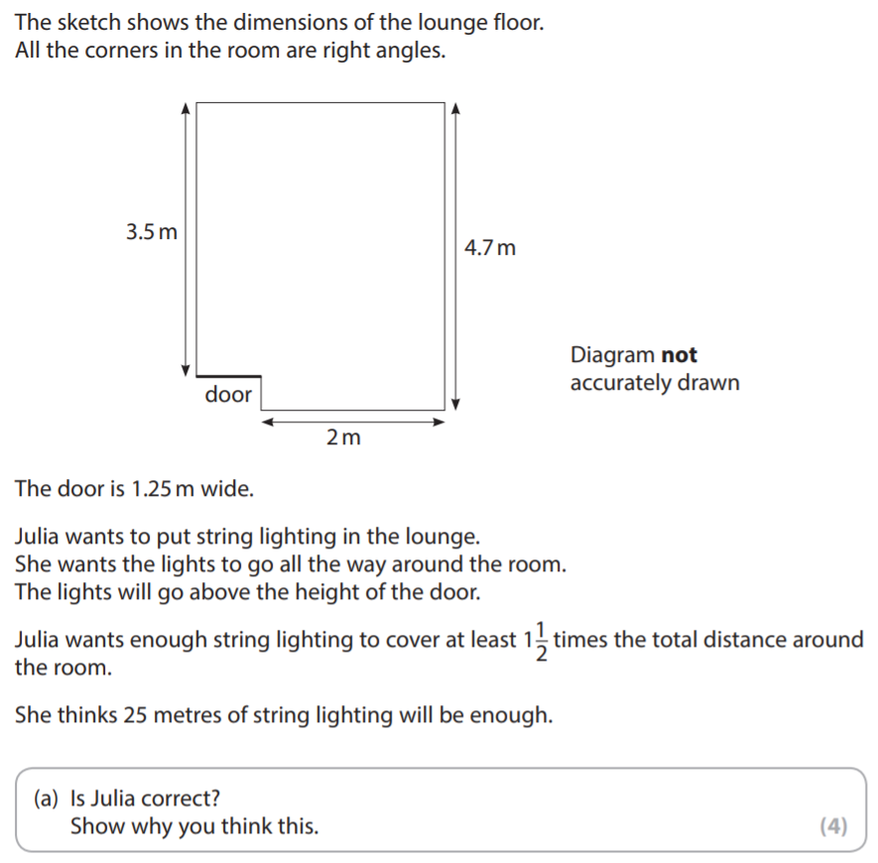 The sketch shows the dimensions of the lounge floor.
All the corners in the room are right angles.
3.5 m
4.7 m
Diagram not
accurately drawn
door
2 m
The door is 1.25 m wide.
Julia wants to put string lighting in the lounge.
She wants the lights to go all the way around the room.
The lights will go above the height of the door.
Julia wants enough string lighting to cover at least 1 1/2 times the total distance around
the room.
She thinks 25 metres of string lighting will be enough.
(a) Is Julia correct?
Show why you think this. (4)